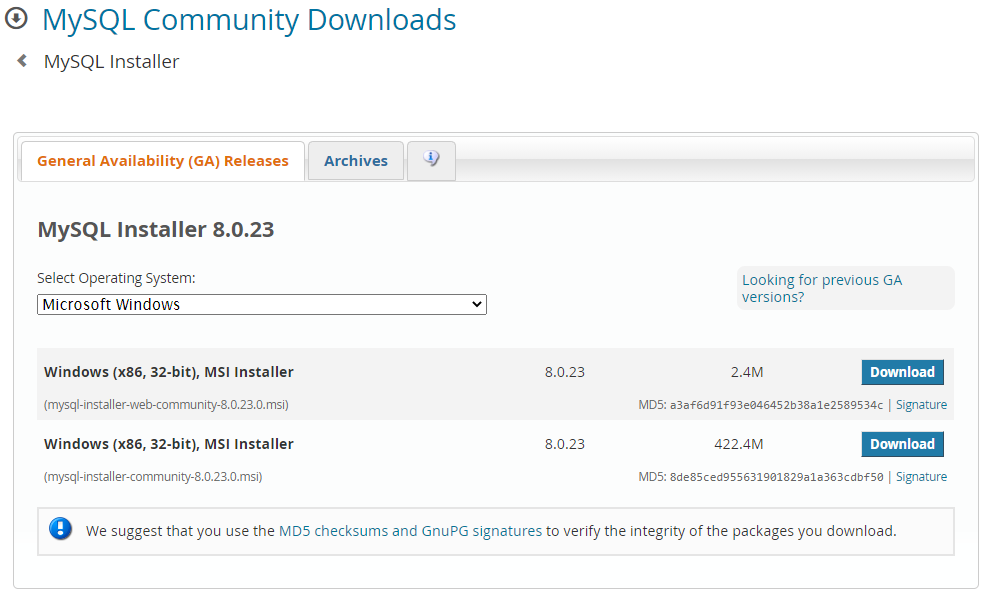 MySQL Community Downloads
MySQL Installer
General Availability (GA) Releases Archives
MySQL Installer 8.0.23
Select Operating System:
Looking for previous GA
versions?
Microsoft Windows
Windows (x86, 32-bit), MSI Installer 8.0.23 2.4M Download
(mysql-installer-web-community-8.0.23.0.msi) MD5: a3af6d91f93e046452b38a1e2589534c | Signature
Windows (x86, 32-bit), MSI Installer 8.0.23 422.4M Download
(mysql-installer-community-8.0.23.0.msi) MD5: 8de85ced955631901829a1a363cdbf50 | Signature
We suggest that you use the MD5 checksums and GnuPG signatures to verify the integrity of the packages you download.